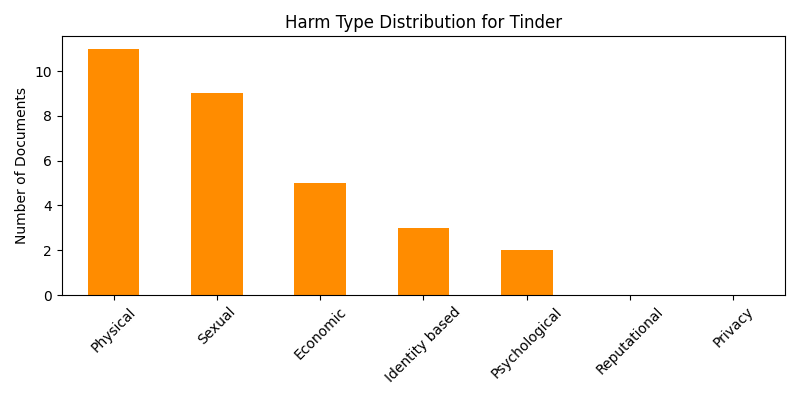 Harm Type Distribution for Tinder
Number of Documents
10
8
6
4
2
0
Physical
Sexual
Economic
Identity based
Psychological
Reputational
Privacy